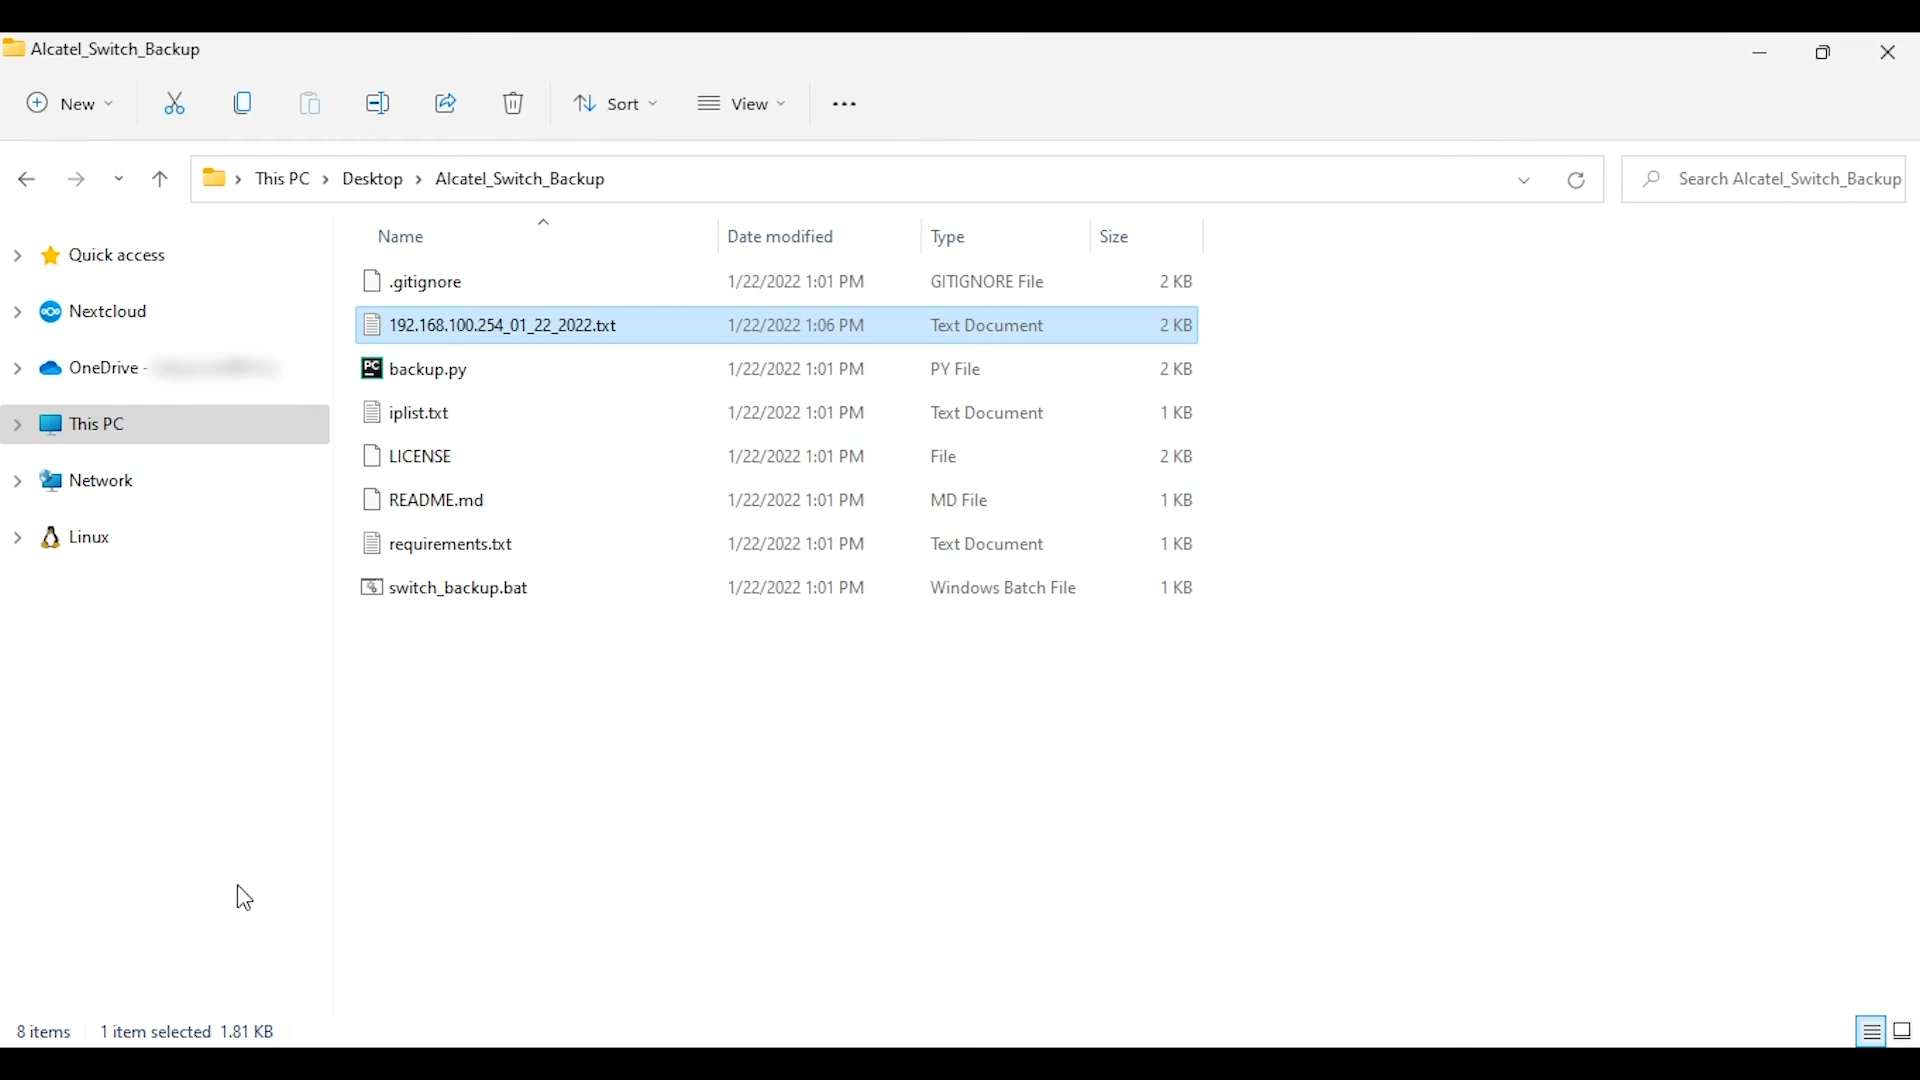 Alcatel_Switch_Backup
New Sort View
This PC > Desktop > Alcatel_Switch_Backup Search Alcatel_Switch_Backup
Name Date modified Type Size
Quick access
Nextcloud
OneDrive -
This PC
Network
Linux
.gitignore 1/22/2022 1:01 PM GITIGNORE File 2 KB
192.168.100.254_01_22_2022.txt 1/22/2022 1:06 PM Text Document 2 KB
PC backup.py 1/22/2022 1:01 PM PY File 2 KB
iplist.txt 1/22/2022 1:01 PM Text Document 1 KB
LICENSE 1/22/2022 1:01 PM File 2 KB
README.md 1/22/2022 1:01 PM MD File 1 KB
requirements.txt 1/22/2022 1:01 PM Text Document 1 KB
switch_backup.bat 1/22/2022 1:01 PM Windows Batch File 1 KB
8 items 1 item selected 1.81 KB